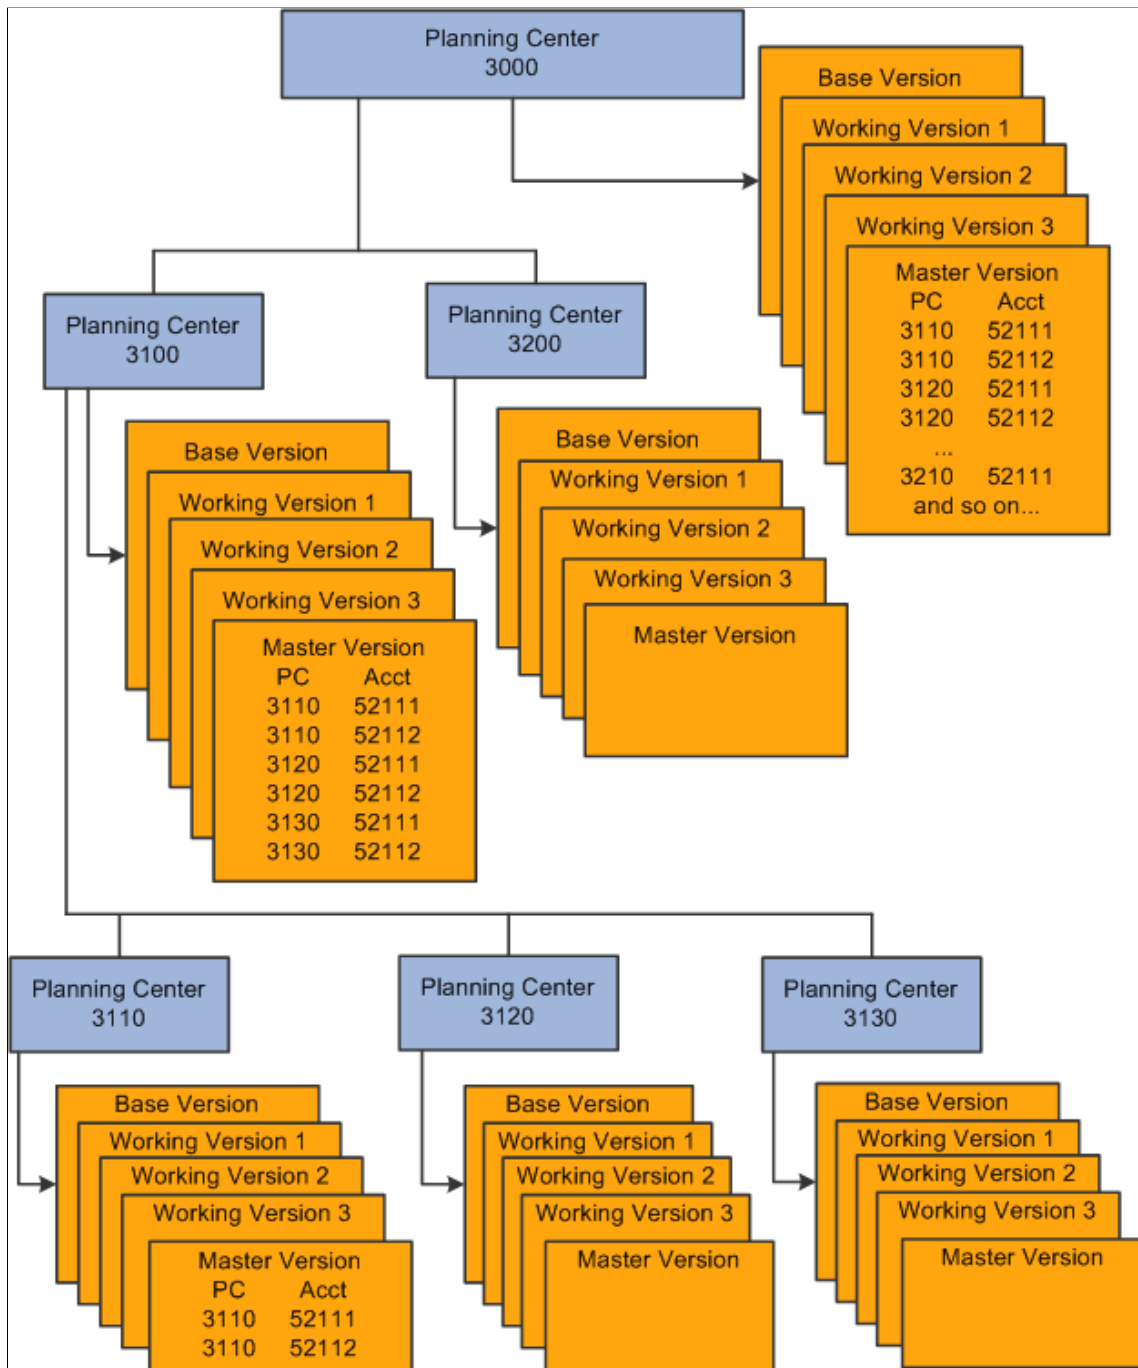 Planning Center
3000
Base Version
Working Version 1
Working Version 2
Working Version 3
Master Version
PC Acct
3110 52111
3110 52112
3120 52111
3120 52112
...
3210 52111
and so on...
Planning Center
3100
Base Version
Working Version 1
Working Version 2
Working Version 3
Master Version
PC Acct
3110 52111
3110 52112
3120 52111
3120 52112
3130 52111
3130 52112
Planning Center
3200
Base Version
Working Version 1
Working Version 2
Working Version 3
Master Version
Planning Center
3110
Base Version
Working Version 1
Working Version 2
Working Version 3
Master Version
PC Acct
3110 52111
3110 52112
Planning Center
3120
Base Version
Working Version 1
Working Version 2
Working Version 3
Master Version
Planning Center
3130
Base Version
Working Version 1
Working Version 2
Working Version 3
Master Version